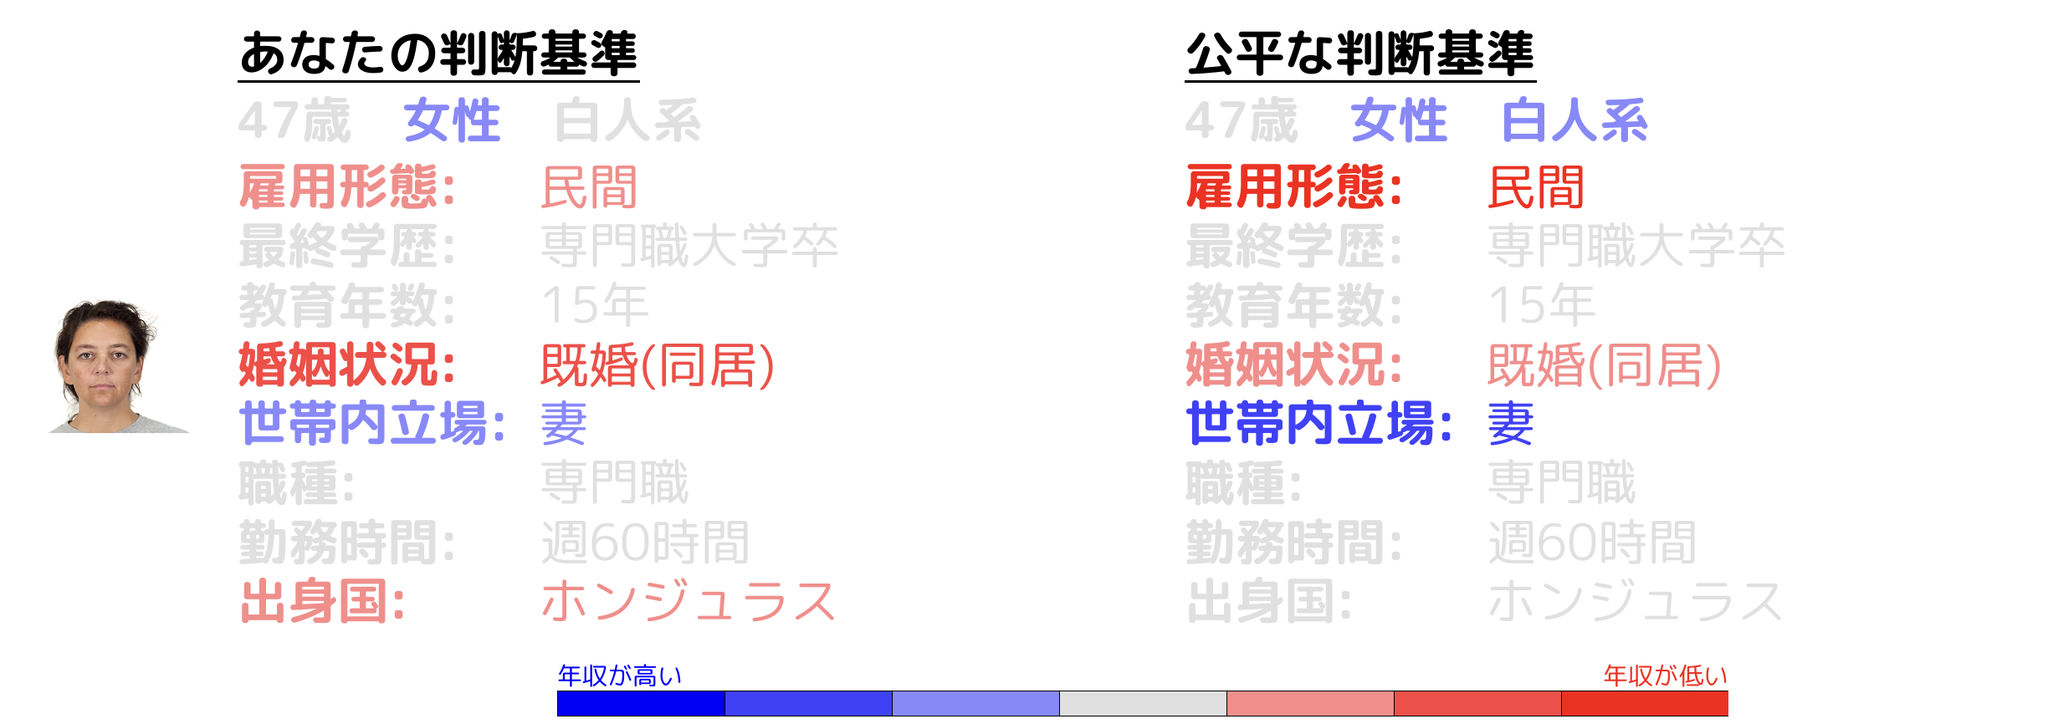 あなたの判断基準
47歳 女性 白人系
雇用形態: 民間
最終学歴: 専門職大学卒
教育年数: 15年
婚姻状況: 既婚(同居)
世帯内立場: 妻
職種: 専門職
勤務時間: 週60時間
出身国: ホンジュラス
公平な判断基準
47歳 女性 白人系
雇用形態: 民間
最終学歴: 専門職大学卒
教育年数: 15年
婚姻状況: 既婚(同居)
世帯内立場: 妻
職種: 専門職
勤務時間: 週60時間
出身国: ホンジュラス
年収が高い
年収が低い